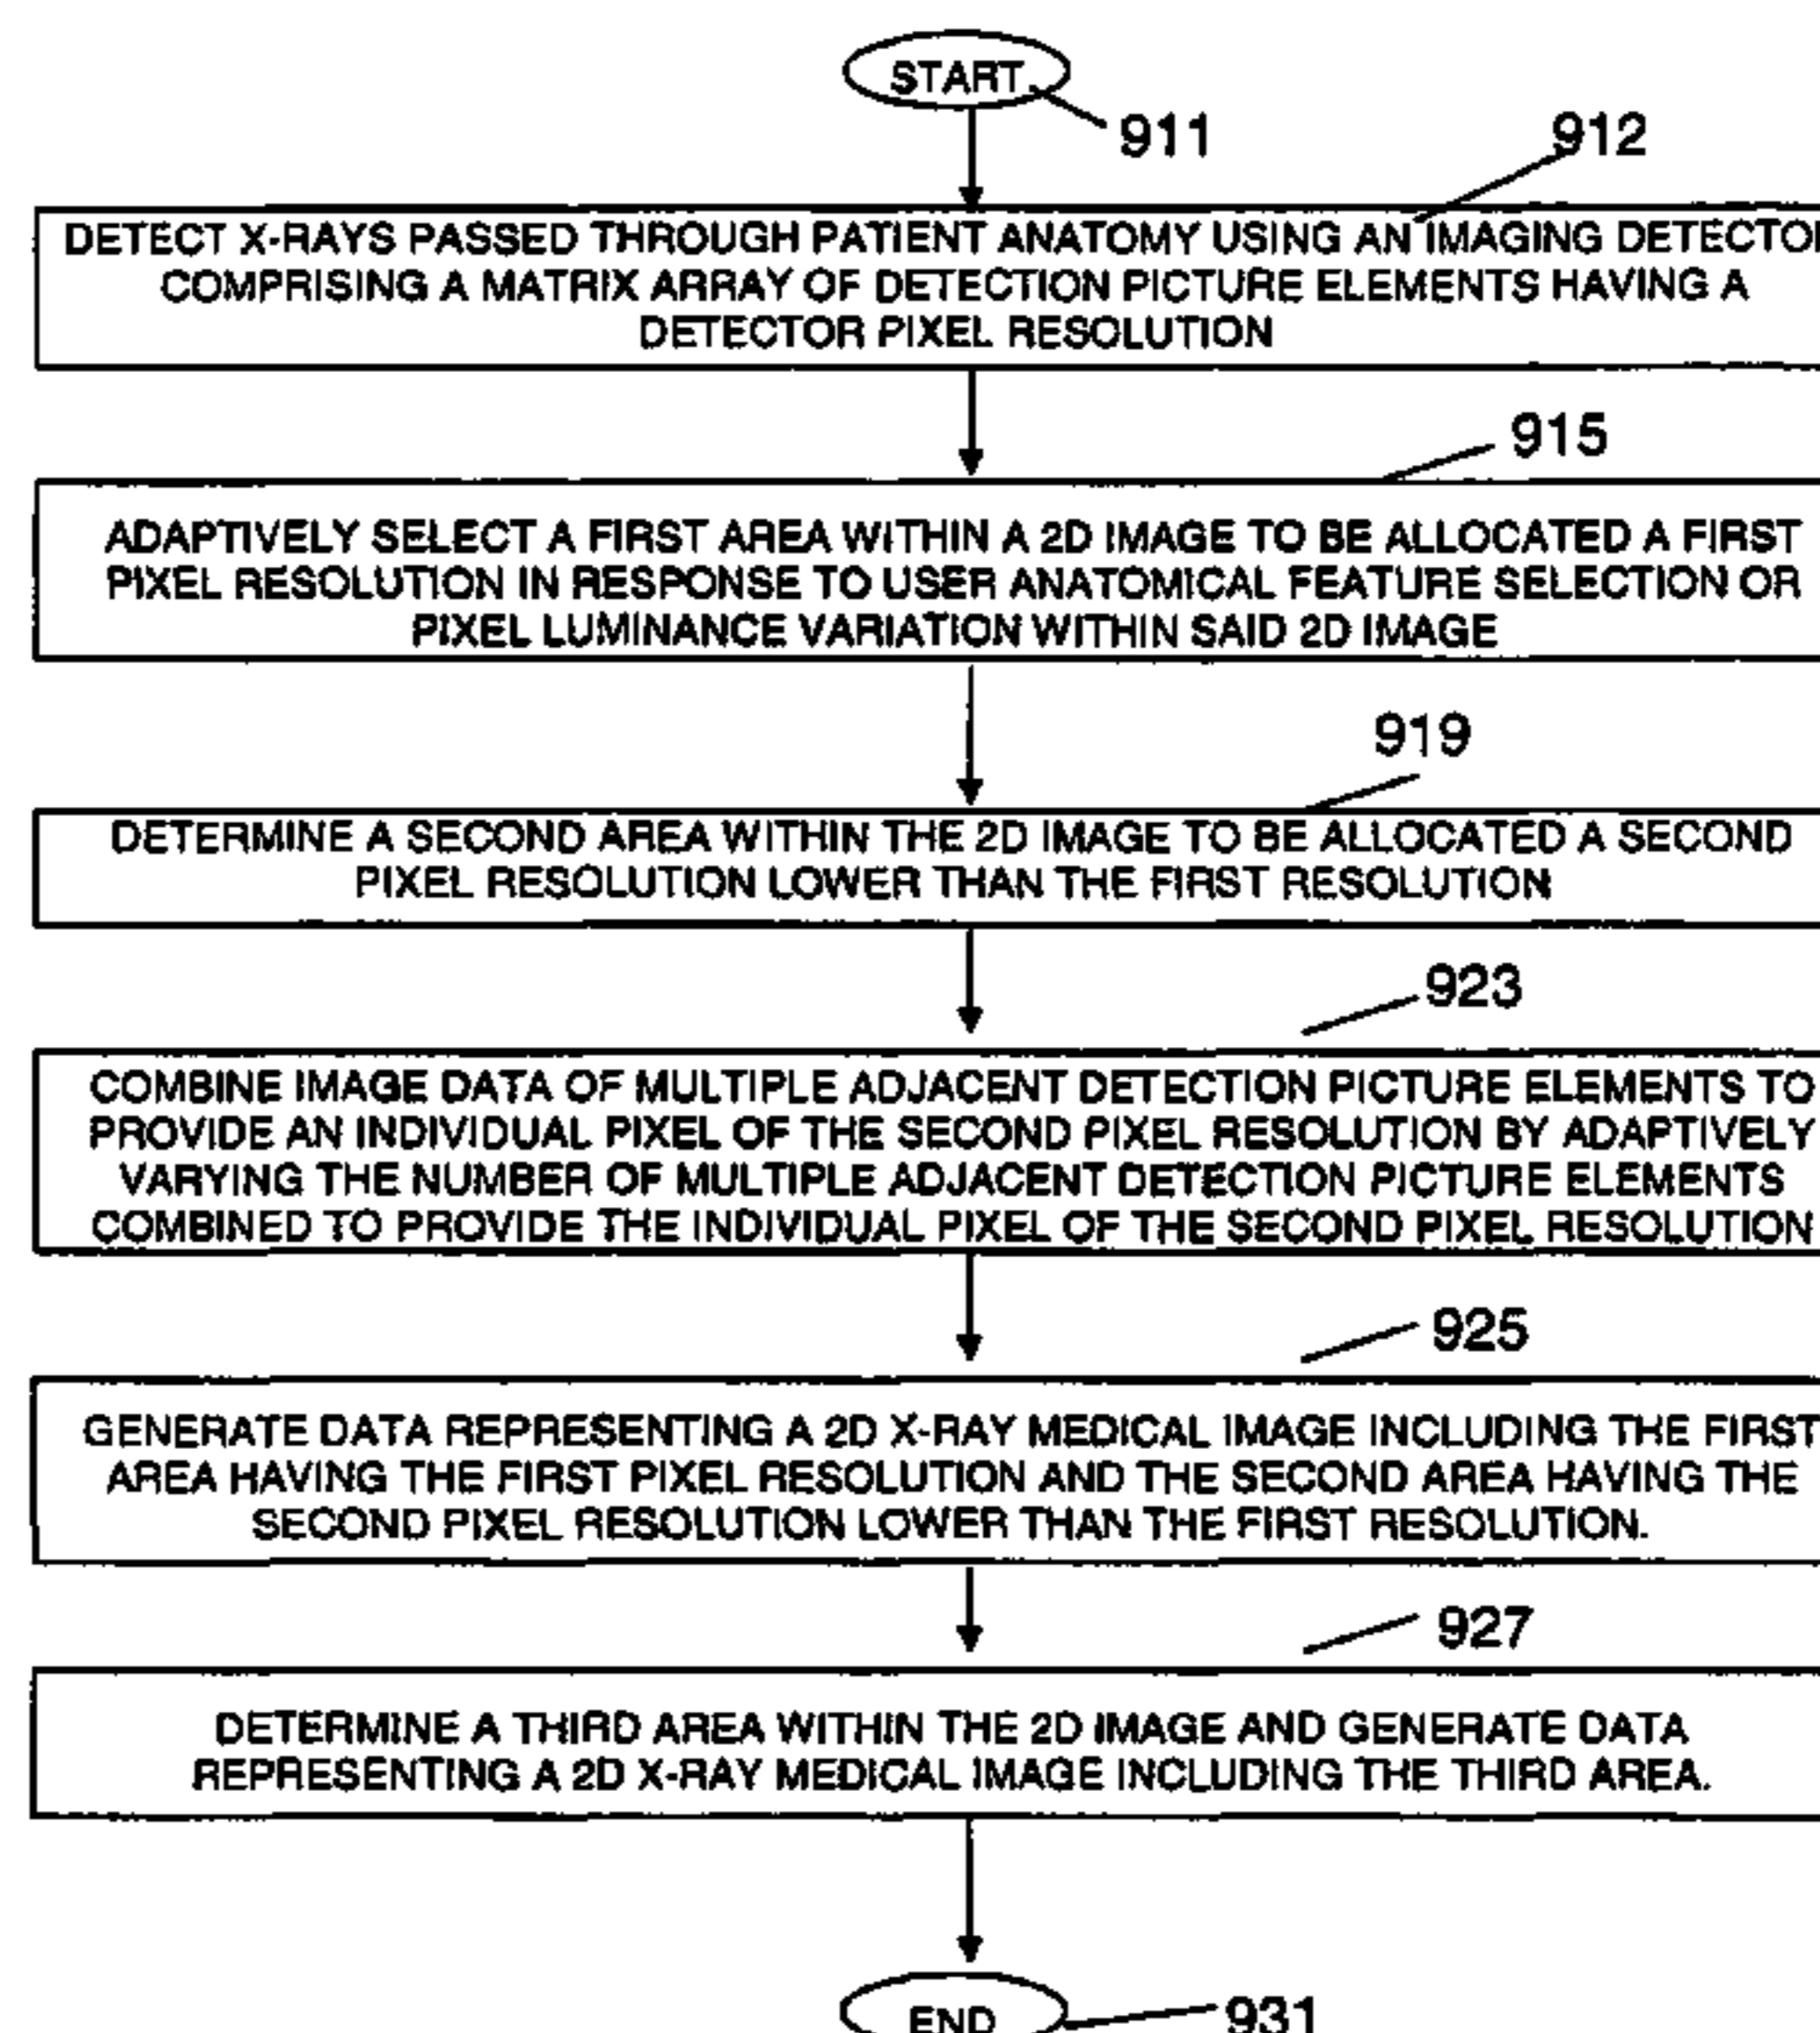 START
911
912
DETECT X-RAYS PASSED THROUGH PATIENT ANATOMY USING AN IMAGING DETECTOR
COMPRISING A MATRIX ARRAY OF DETECTION PICTURE ELEMENTS HAVING A
DETECTOR PIXEL RESOLUTION
915
ADAPTIVELY SELECT A FIRST AREA WITHIN A 2D IMAGE TO BE ALLOCATED A FIRST
PIXEL RESOLUTION IN RESPONSE TO USER ANATOMICAL FEATURE SELECTION OR
PIXEL LUMINANCE VARIATION WITHIN SAID 2D IMAGE
919
DETERMINE A SECOND AREA WITHIN THE 2D IMAGE TO BE ALLOCATED A SECOND
PIXEL RESOLUTION LOWER THAN THE FIRST RESOLUTION
923
COMBINE IMAGE DATA OF MULTIPLE ADJACENT DETECTION PICTURE ELEMENTS TO
PROVIDE AN INDIVIDUAL PIXEL OF THE SECOND PIXEL RESOLUTION BY ADAPTIVELY
VARYING THE NUMBER OF MULTIPLE ADJACENT DETECTION PICTURE ELEMENTS
COMBINED TO PROVIDE THE INDIVIDUAL PIXEL OF THE SECOND PIXEL RESOLUTION
925
GENERATE DATA REPRESENTING A 2D X-RAY MEDICAL IMAGE INCLUDING THE FIRST
AREA HAVING THE FIRST PIXEL RESOLUTION AND THE SECOND AREA HAVING THE
SECOND PIXEL RESOLUTION LOWER THAN THE FIRST RESOLUTION.
927
DETERMINE A THIRD AREA WITHIN THE 2D IMAGE AND GENERATE DATA
REPRESENTING A 2D X-RAY MEDICAL IMAGE INCLUDING THE THIRD AREA.
END
931